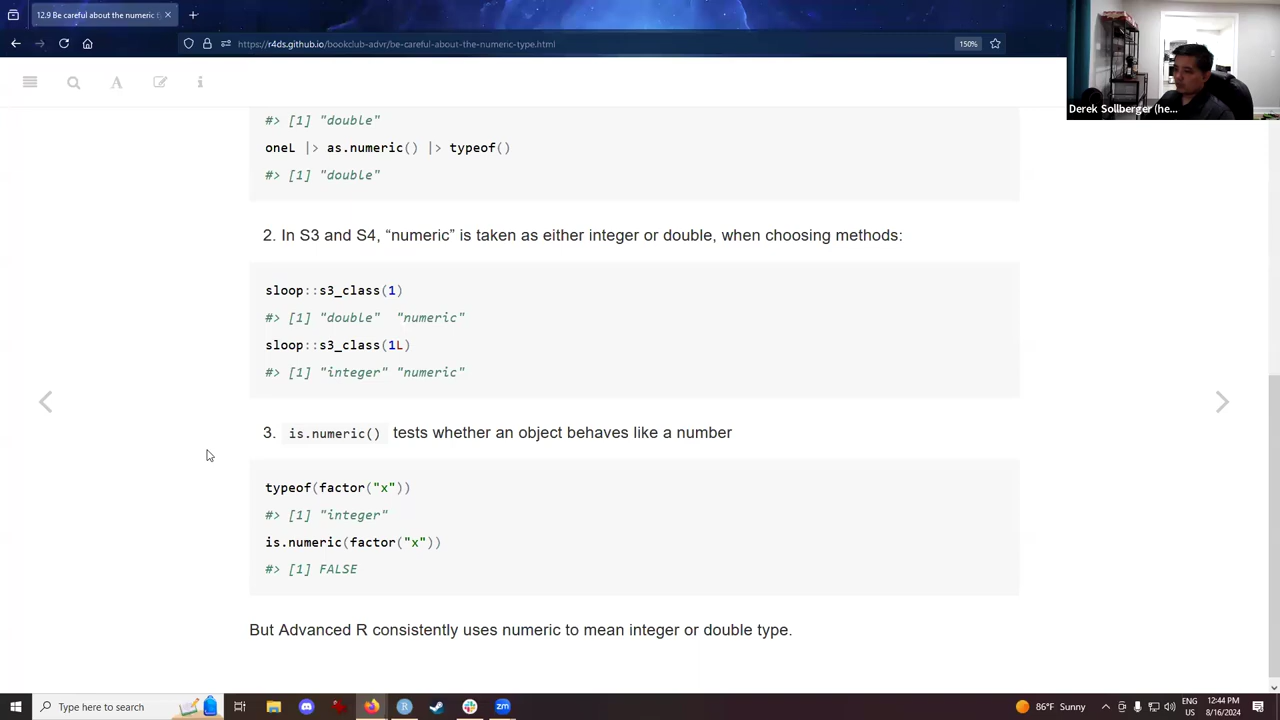 12.9 Be careful about the numeric t
https://r4ds.github.io/bookclub-advr/be-careful-about-the-numeric-type.html
150%
Derek Sollberger (he...
#> [1] "double"
oneL |> as.numeric() |> typeof()
#> [1] "double"
2. In S3 and S4, “numeric” is taken as either integer or double, when choosing methods:
sloop::s3_class(1)
#> [1] "double"  "numeric"
sloop::s3_class(1L)
#> [1] "integer" "numeric"
3. is.numeric() tests whether an object behaves like a number
typeof(factor("x"))
#> [1] "integer"
is.numeric(factor("x"))
#> [1] FALSE
But Advanced R consistently uses numeric to mean integer or double type.
Type here to search
86°F Sunny
ENG
US
12:44 PM
8/16/2024